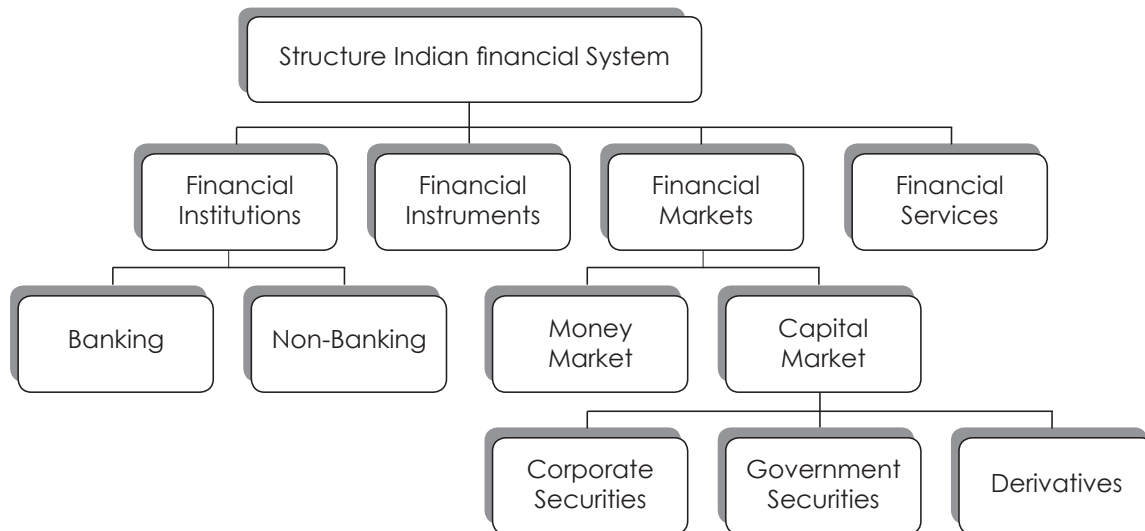 Structure Indian financial System
Financial
Institutions
Financial
Instruments
Financial
Markets
Financial
Services
Banking
Non-Banking
Money
Market
Capital
Market
Corporate
Securities
Government
Securities
Derivatives